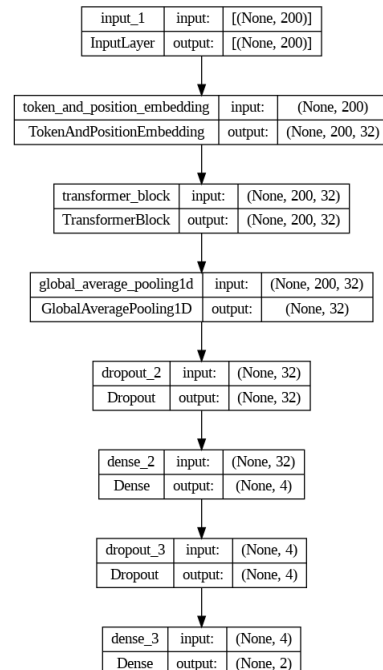 input_1 input: [(None, 200)]
InputLayer output: [(None, 200)]
token_and_position_embedding input: (None, 200)
TokenAndPositionEmbedding output: (None, 200, 32)
transformer_block input: (None, 200, 32)
TransformerBlock output: (None, 200, 32)
global_average_pooling1d input: (None, 200, 32)
GlobalAveragePooling1D output: (None, 32)
dropout_2 input: (None, 32)
Dropout output: (None, 32)
dense_2 input: (None, 32)
Dense output: (None, 4)
dropout_3 input: (None, 4)
Dropout output: (None, 4)
dense_3 input: (None, 4)
Dense output: (None, 2)